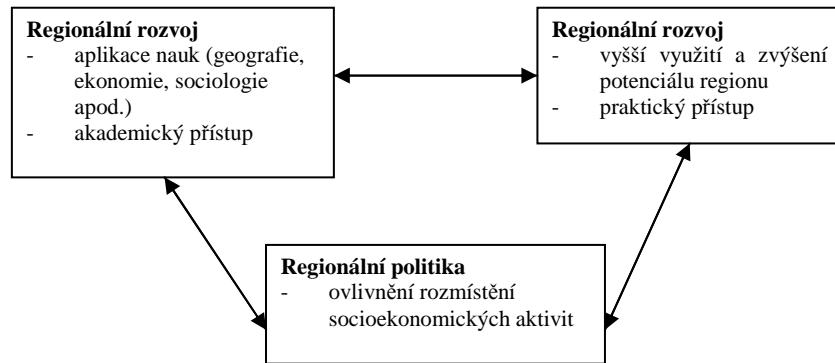 Regionální rozvoj
- aplikace nauk (geografie,
ekonomie, sociologie
apod.)
- akademický přístup
Regionální rozvoj
- vyšší využití a zvýšení
potenciálu regionu
- praktický přístup
Regionální politika
- ovlivnění rozmístění
socioekonomických aktivit